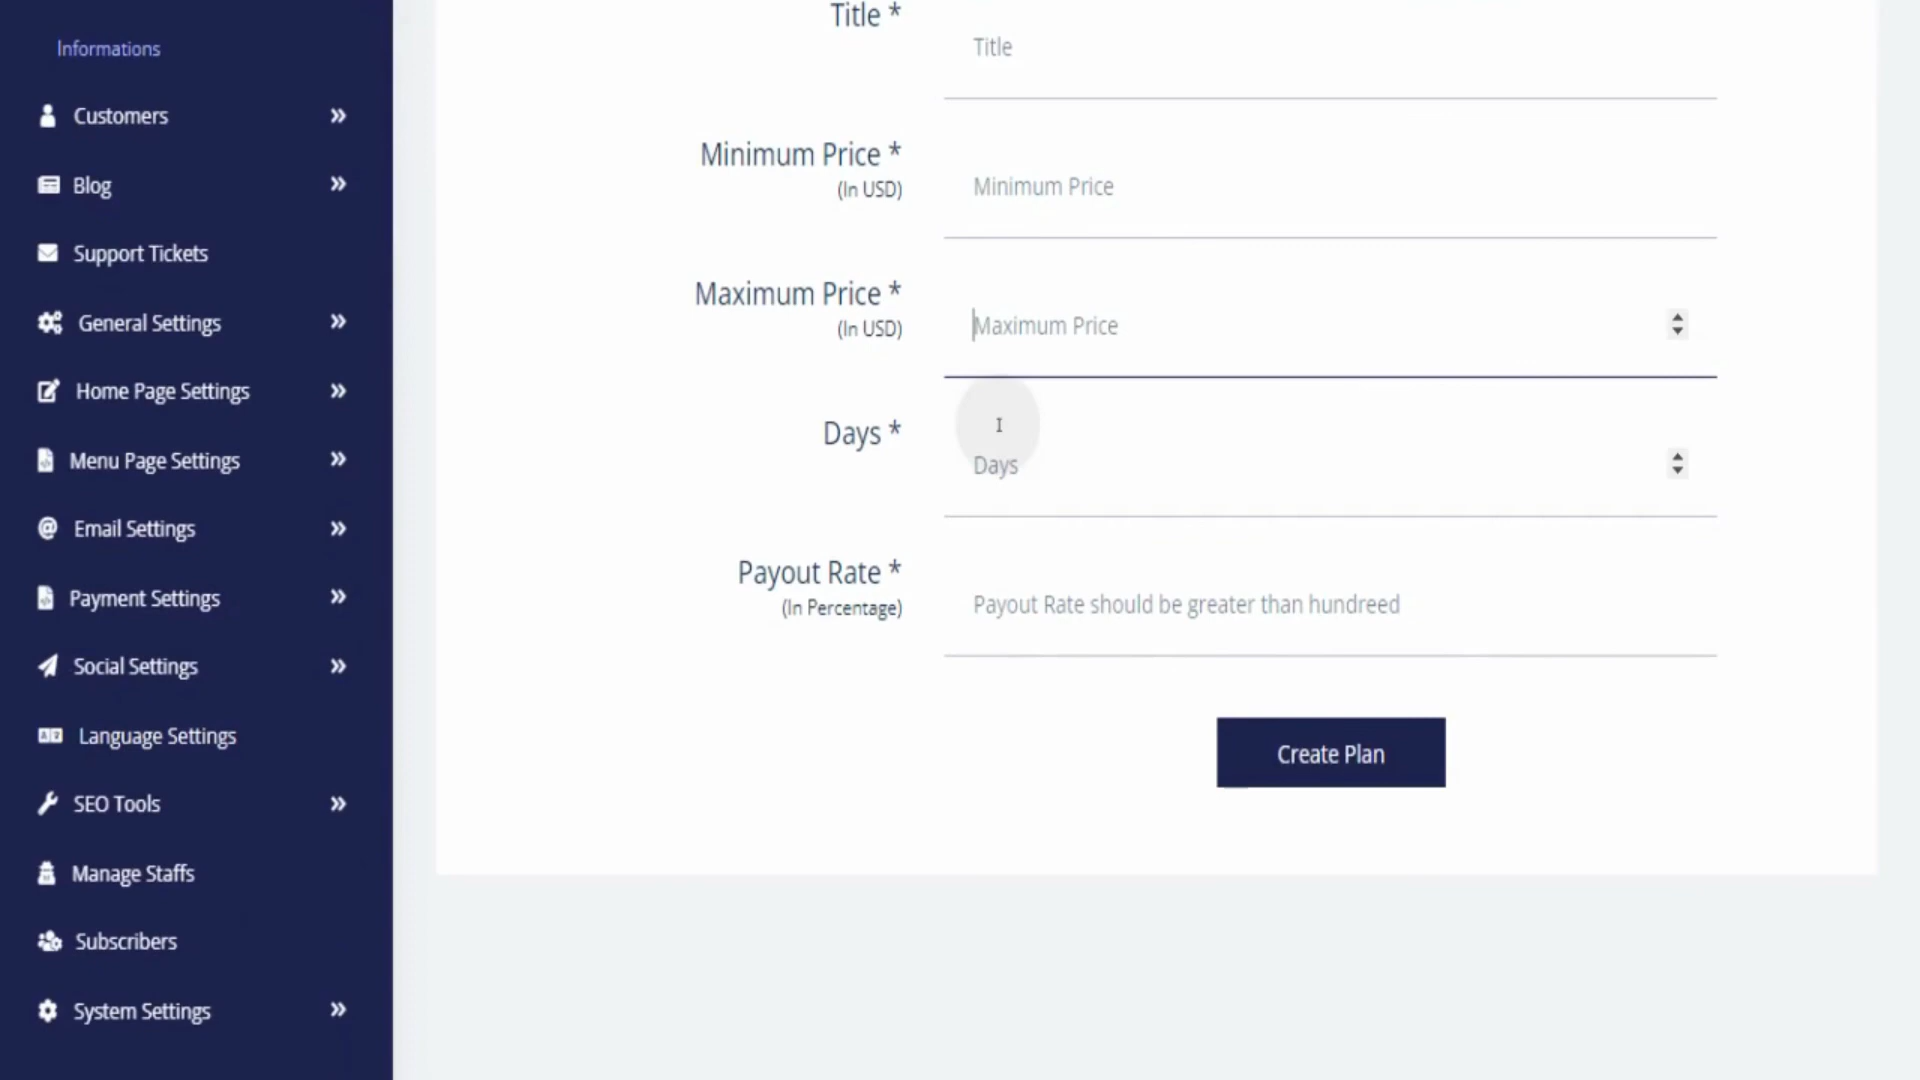 Informations
Customers
Blog
Support Tickets
General Settings
Home Page Settings
Menu Page Settings
Email Settings
Payment Settings
Social Settings
Language Settings
SEO Tools
Manage Staffs
Subscribers
System Settings
Title *
Title
Minimum Price *
(In USD)
Minimum Price
Maximum Price *
(In USD)
Maximum Price
Days *
Days
Payout Rate *
(In Percentage)
Payout Rate should be greater than hundreed
Create Plan